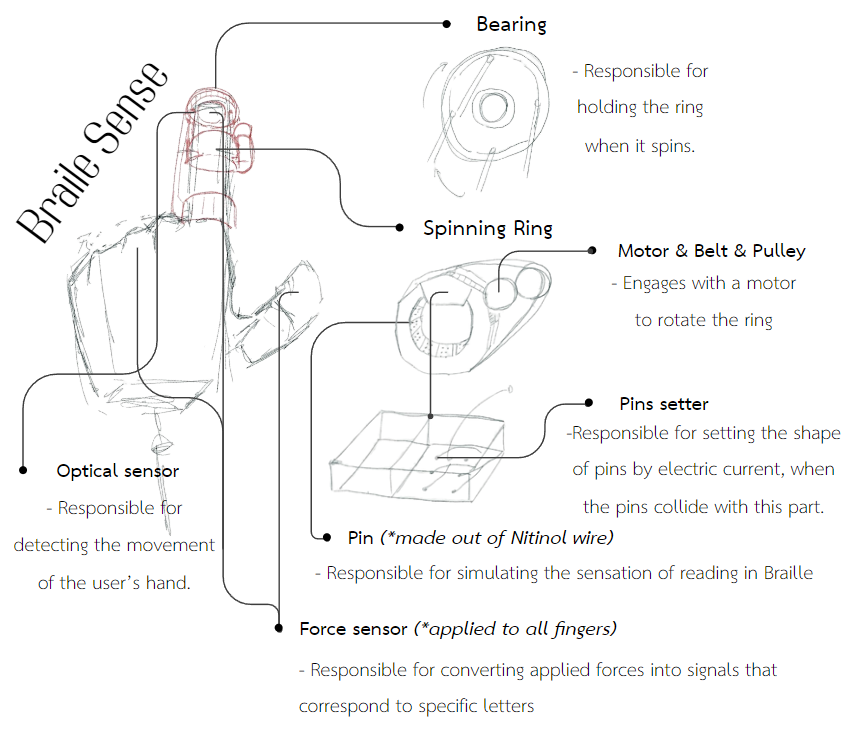 Braile Sense
Bearing
- Responsible for
holding the ring
when it spins.
Spinning Ring
Motor & Belt & Pulley
- Engages with a motor
to rotate the ring
Pins setter
-Responsible for setting the shape
of pins by electric current, when
the pins collide with this part.
Optical sensor
- Responsible for
detecting the movement
of the user's hand.
Pin (*made out of Nitinol wire)
- Responsible for simulating the sensation of reading in Braille
Force sensor (*applied to all fingers)
- Responsible for converting applied forces into signals that
correspond to specific letters